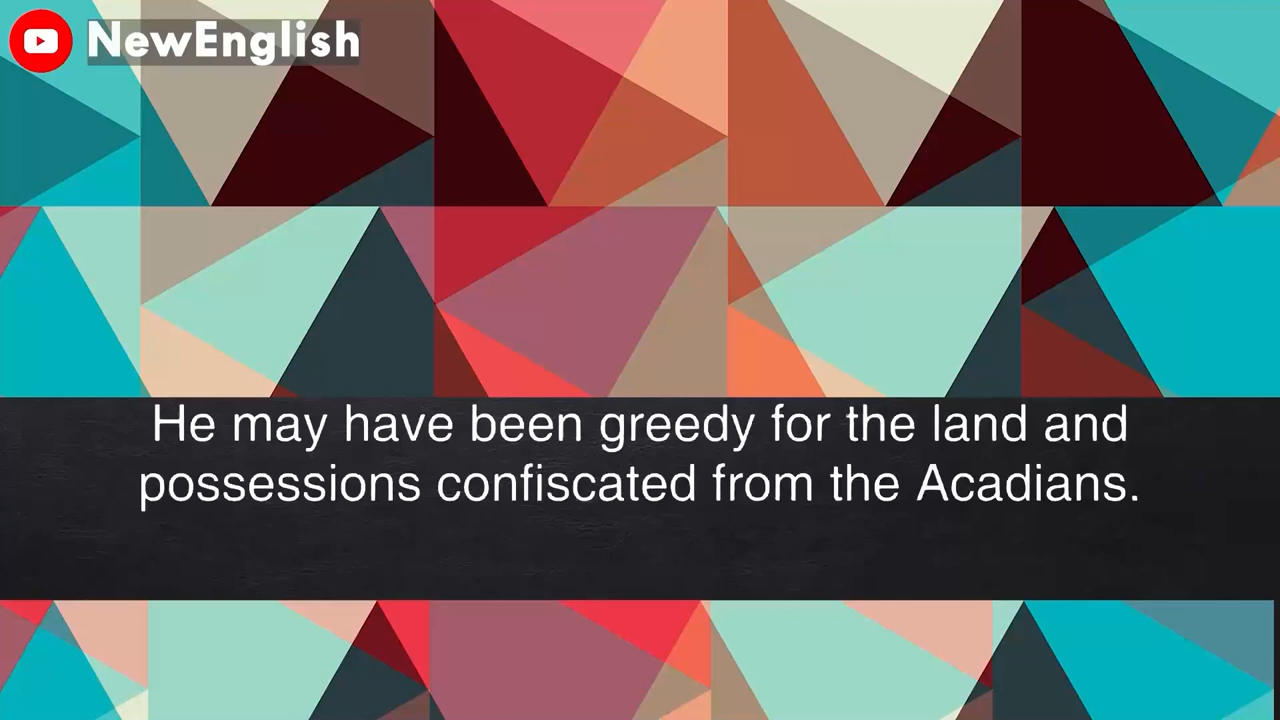 NewEnglish
He may have been greedy for the land and
possessions confiscated from the Acadians.